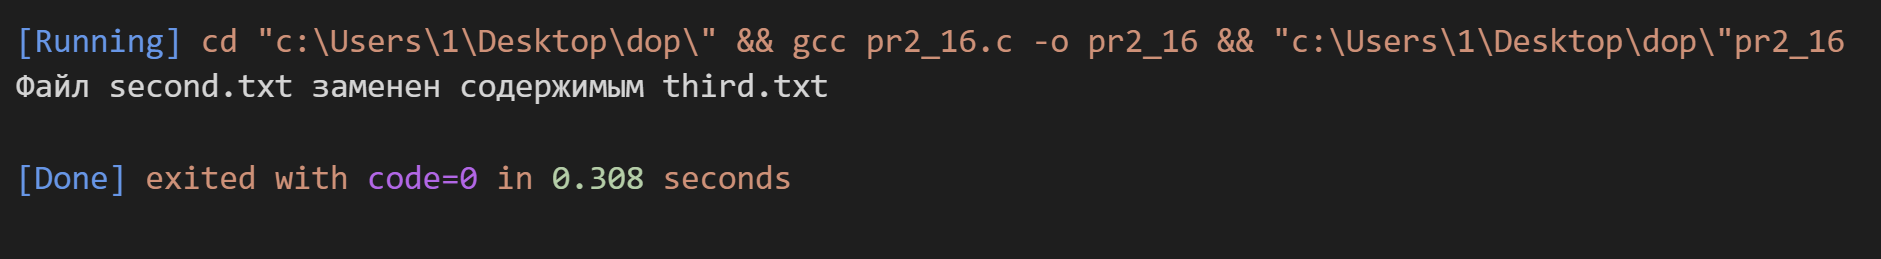 [Running] cd "c:\Users\1\Desktop\dop\" && gcc pr2_16.c -o pr2_16 && "c:\Users\1\Desktop\dop\"pr2_16
Файл second.txt заменен содержимым third.txt
[Done] exited with code=0 in 0.308 seconds